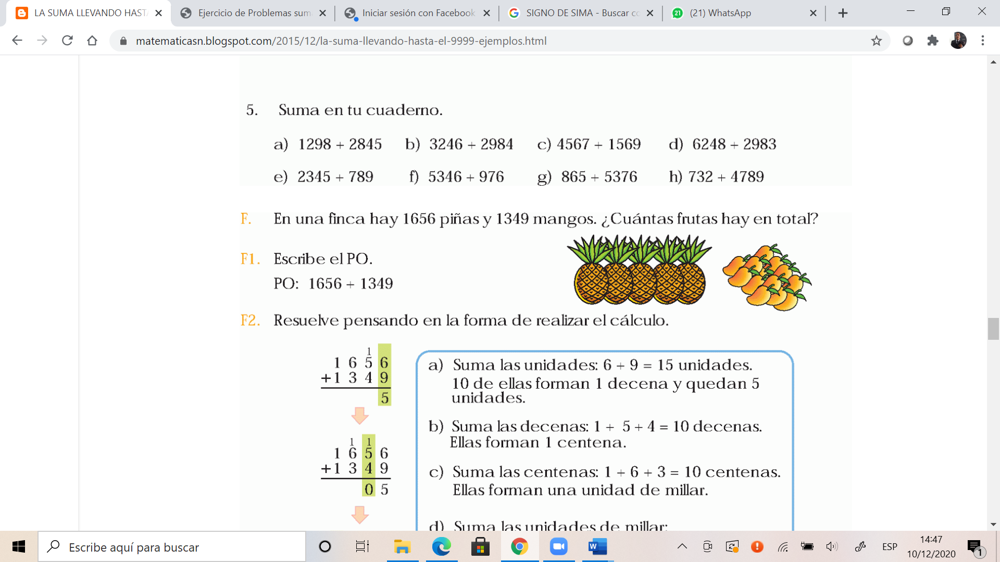 LA SUMA LLEVANDO HAST
Ejercicio de Problemas sum
Iniciar sesión con Facebook
SIGNO DE SIMA - Buscar co
(21) WhatsApp
matematicasn.blogspot.com/2015/12/la-suma-llevando-hasta-el-9999-ejemplos.html
5. Suma en tu cuaderno.
a) 1298 + 2845 b) 3246 + 2984 c) 4567 + 1569 d) 6248 + 2983
e) 2345 + 789 f) 5346 + 976 g) 865 + 5376 h) 732 + 4789
F. En una finca hay 1656 piñas y 1349 mangos. ¿Cuántas frutas hay en total?
F1. Escribe el PO.
PO: 1656 + 1349
F2. Resuelve pensando en la forma de realizar el cálculo.
1
1 6 5 6
+1 3 4 9
5
1 1
1 6 5 6
+1 3 4 9
0 5
a) Suma las unidades: 6 + 9 = 15 unidades.
10 de ellas forman 1 decena y quedan 5
unidades.
b) Suma las decenas: 1 + 5 + 4 = 10 decenas.
Ellas forman 1 centena.
c) Suma las centenas: 1 + 6 + 3 = 10 centenas.
Ellas forman una unidad de millar.
d) Suma las unidades de millar:
Escribe aquí para buscar
ESP
14:47
10/12/2020
1